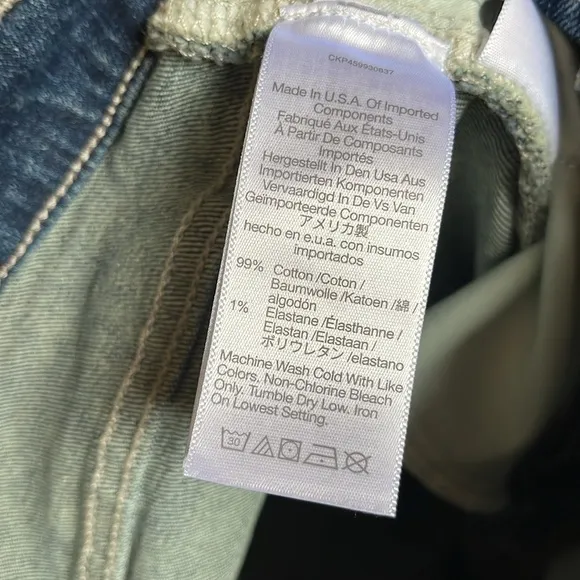 CKP459930637
Made In U.S.A. Of Imported
Components
Fabriqué Aux États-Unis
À Partir De Composants
Importés
Hergestellt In Den Usa Aus
Importierten Komponenten
Vervaardigd In De Vs Van
Geïmporteerde Componenten
アメリカ製
hecho en e.u.a. con insumos
importados
99% Cotton /Coton /
Baumwolle /Katoen /綿 /
algodón
1% Elastane /Élasthanne /
Elastan /Elastaan /
ポリウレタン /elastano
Machine Wash Cold With Like
Colors. Non-Chlorine Bleach
Only. Tumble Dry Low. Iron
On Lowest Setting.
30